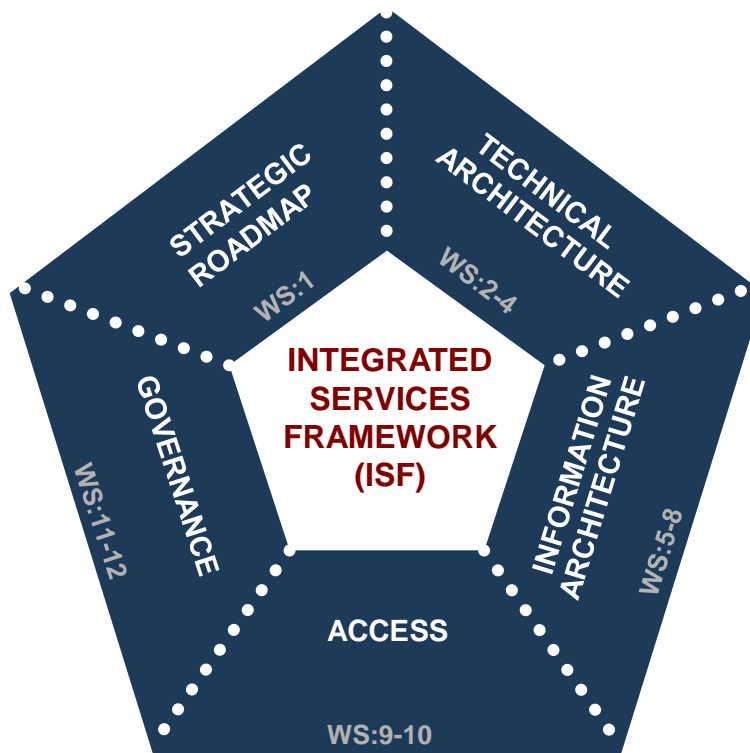 STRATEGIC
ROADMAP
WS:1
TECHNICAL
ARCHITECTURE
WS:2-4
INTEGRATED
SERVICES
FRAMEWORK
(ISF)
GOVERNANCE
WS:11-12
INFORMATION
ARCHITECTURE
WS:5-8
ACCESS
WS:9-10